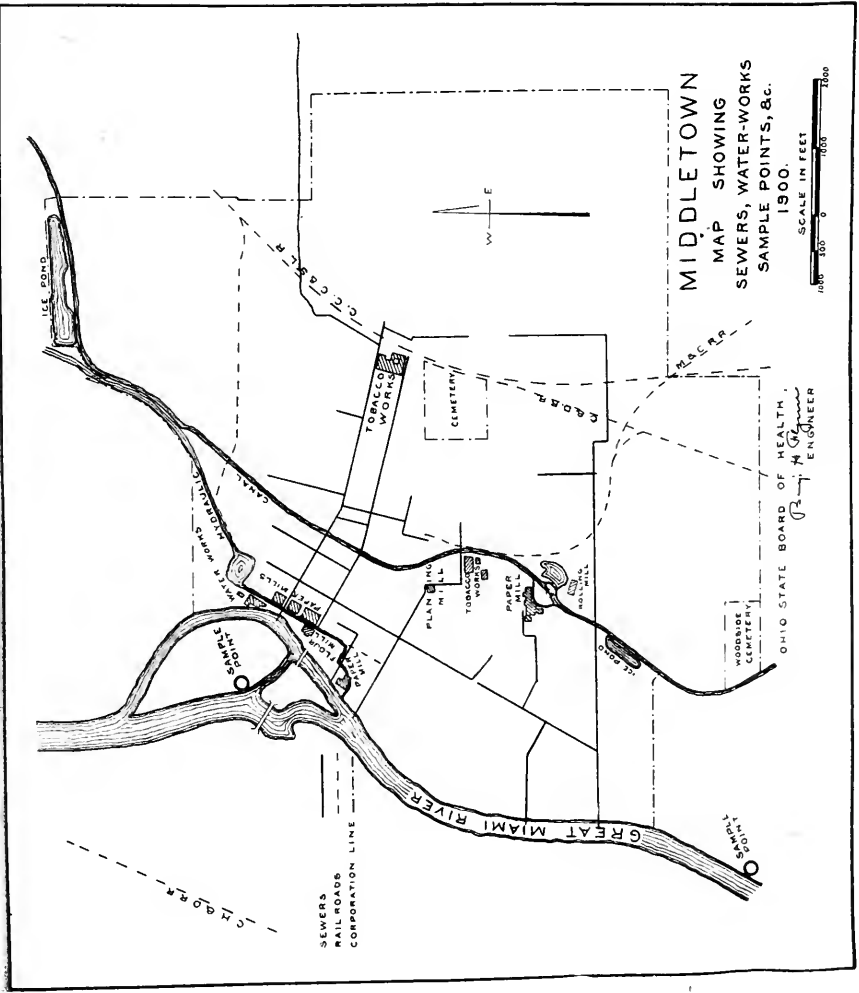 MIDDLETOWN
MAP SHOWING
SEWERS, WATER-WORKS
SAMPLE POINTS, &c.
1900.
SCALE IN FEET
1000 500 0 1000 2000
OHIO STATE BOARD OF HEALTH,
ENGINEER
W E
ICE POND
HYDRAULIC
CANAL
C.C.C & S L R
WATER WORKS
PAPER MILLS
FLOUR
MILL
PAPER
MILL
SAMPLE
POINT
TOBACCO
WORKS
CEMETERY
PLANING
MILL
TOBACCO
WORKS
PAPER
MILL
ROLLING
MILL
ICE POND
WOODSIDE
CEMETERY
M & C R R
GREAT MIAMI RIVER
SAMPLE
POINT
C H & D R R
SEWERS
RAILROADS
CORPORATION LINE